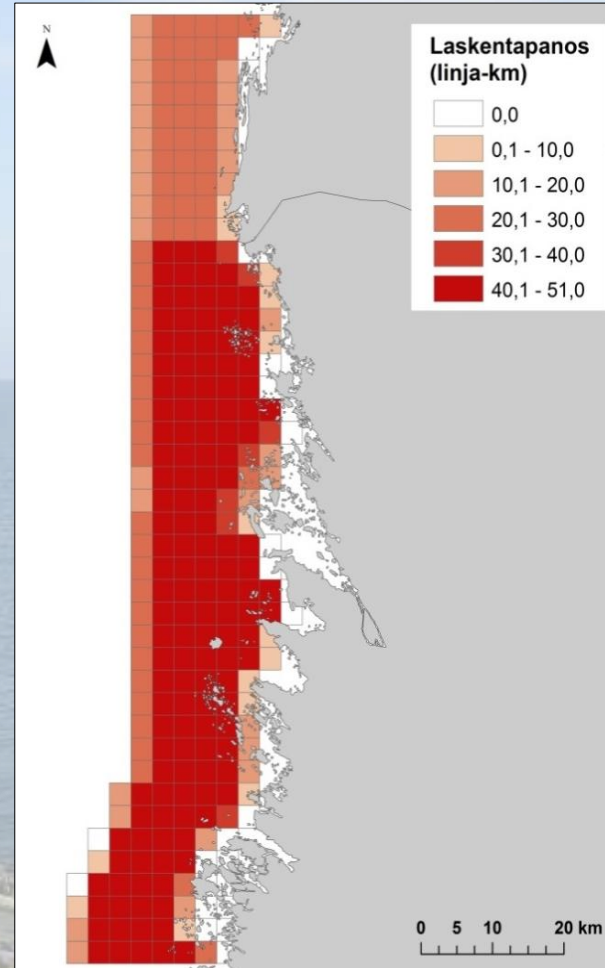 N
Laskentapanos
(linja-km)
0,0
0,1 - 10,0
10,1 - 20,0
20,1 - 30,0
30,1 - 40,0
40,1 - 51,0
0 5 10 20 km